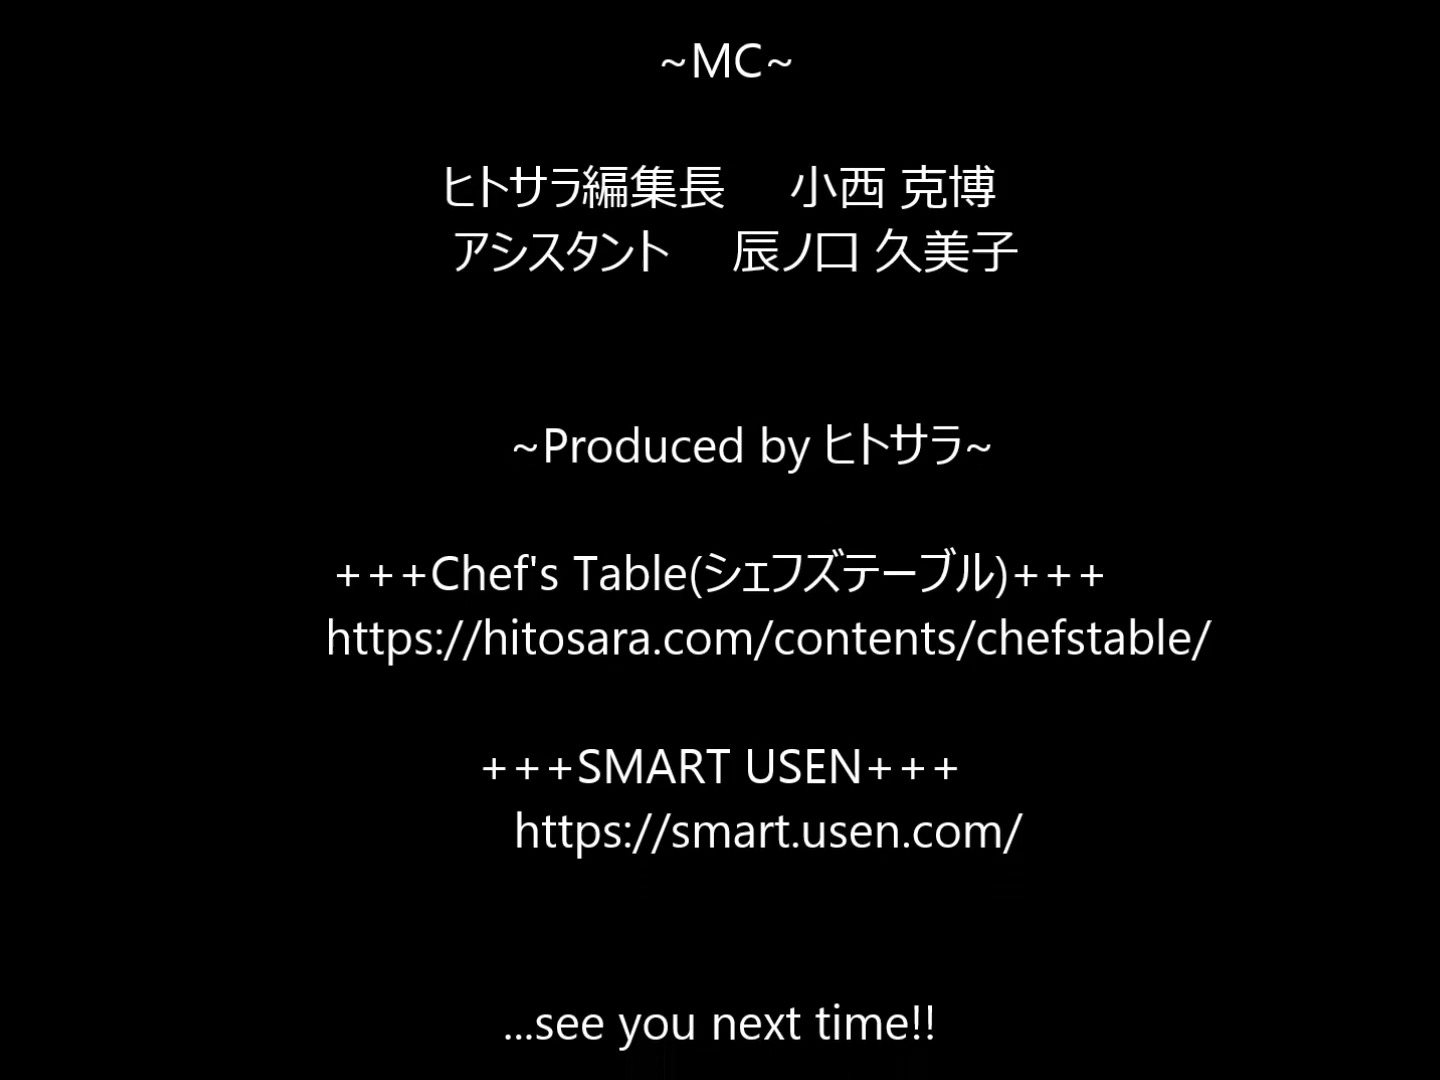 ~MC~
ヒトサラ編集長 小西 克博
アシスタント 辰ノ口 久美子
~Produced by ヒトサラ~
+++Chef's Table(シェフズテーブル)+++
https://hitosara.com/contents/chefstable/
+++SMART USEN+++
https://smart.usen.com/
...see you next time!!